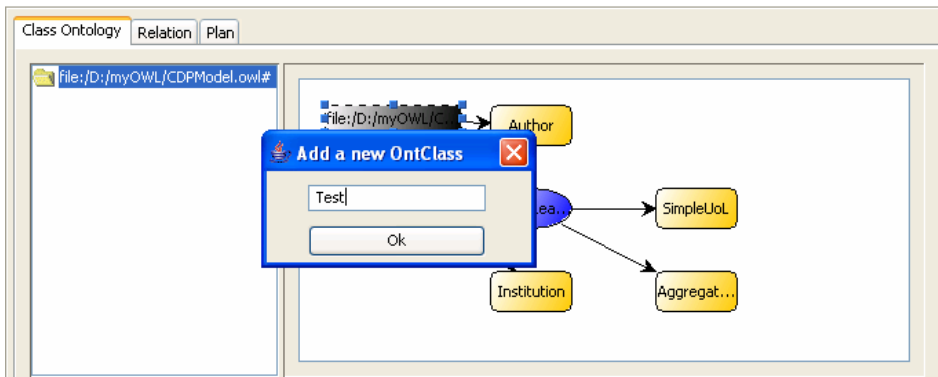 Class Ontology Relation Plan
file:/D:/myOWL/CDPModel.owl#
file:/D:/myOWL/C...
Author
Add a new OntClass
Test
Ok
ea...
SimpleUoL
Institution
Aggregat...